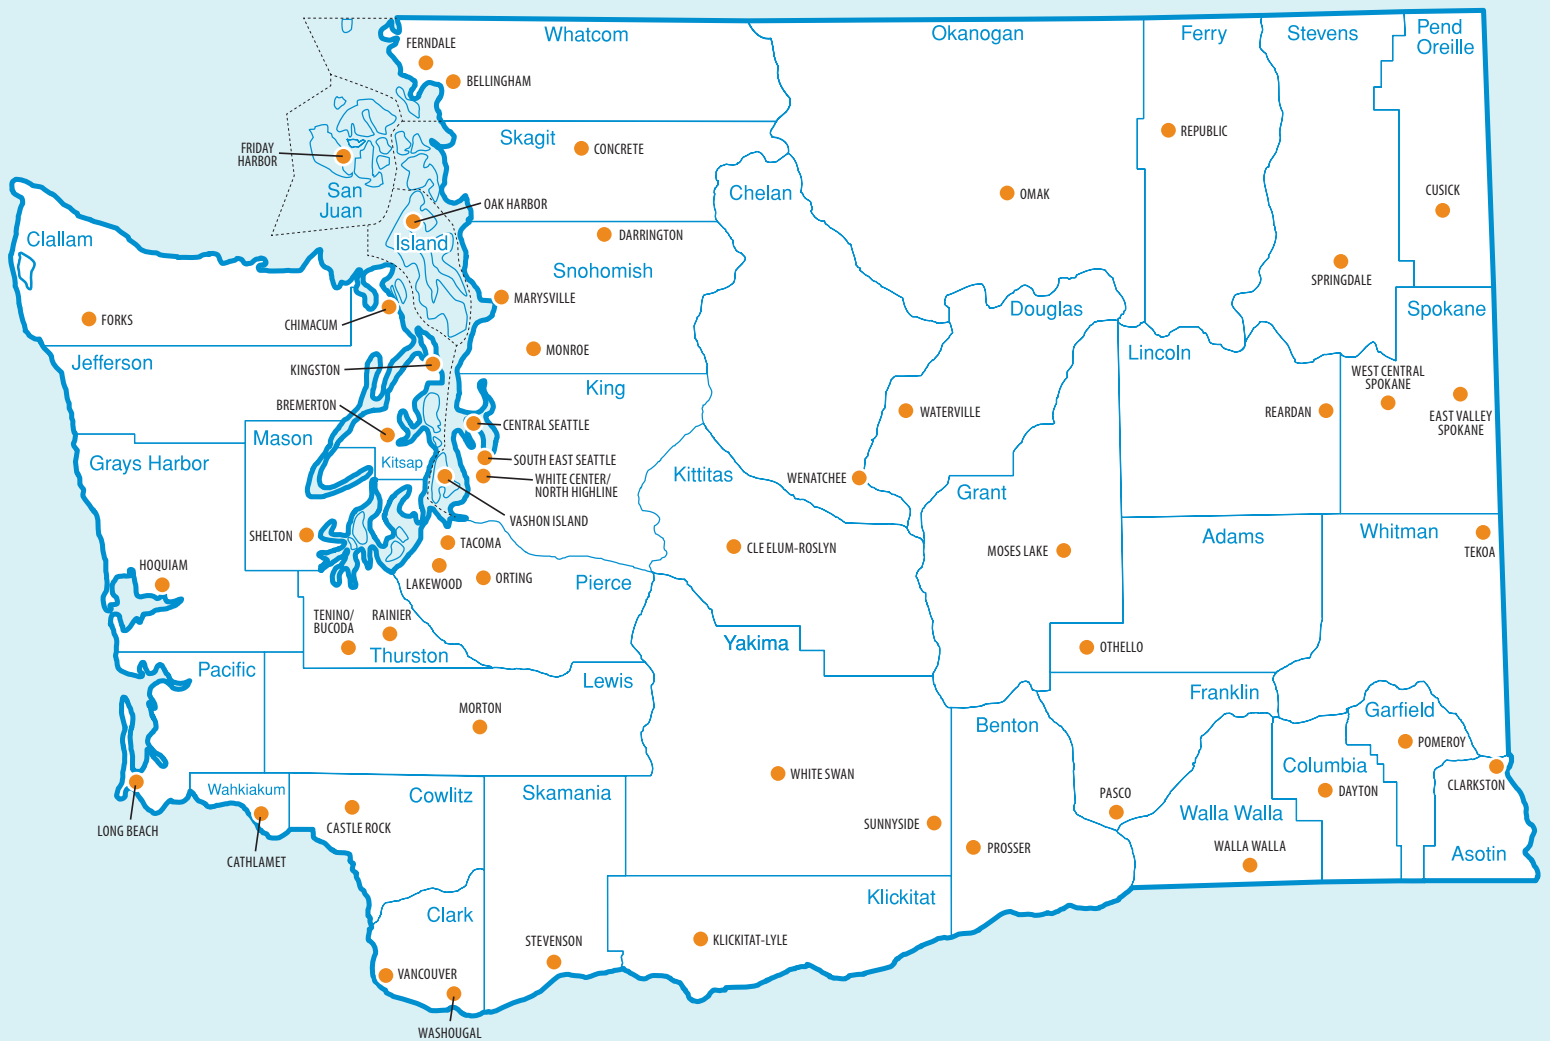 Whatcom
Okanogan
Ferry
Stevens
Pend
Oreille
FERNDALE
BELLINGHAM
Skagit
CONCRETE
REPUBLIC
FRIDAY
HARBOR
San
Juan
Chelan
OMAK
CUSICK
OAK HARBOR
Clallam
Island
DARRINGTON
Snohomish
SPRINGDALE
MARYSVILLE
Douglas
Spokane
FORKS
CHIMACUM
Jefferson
MONROE
Lincoln
KINGSTON
King
WEST CENTRAL
SPOKANE
BREMERTON
WATERVILLE
REARDAN
EAST VALLEY
SPOKANE
CENTRAL SEATTLE
Mason
Grays Harbor
Kitsap
SOUTH EAST SEATTLE
WHITE CENTER/
NORTH HIGHLINE
Kittitas
WENATCHEE
Grant
VASHON ISLAND
SHELTON
TACOMA
CLE ELUM-ROSLYN
MOSES LAKE
Adams
Whitman
TEKOA
HOQUIAM
LAKEWOOD
ORTING
Pierce
TENINO/
BUCODA
RAINIER
Thurston
Yakima
OTHELLO
Pacific
Lewis
Franklin
MORTON
Benton
Garfield
POMEROY
WHITE SWAN
Columbia
CLARKSTON
Wahkiakum
Cowlitz
Skamania
DAYTON
PASCO
Walla Walla
LONG BEACH
CASTLE ROCK
SUNNYSIDE
PROSSER
WALLA WALLA
Asotin
CATHLAMET
Klickitat
Clark
STEVENSON
KLICKITAT-LYLE
VANCOUVER
WASHOUGAL